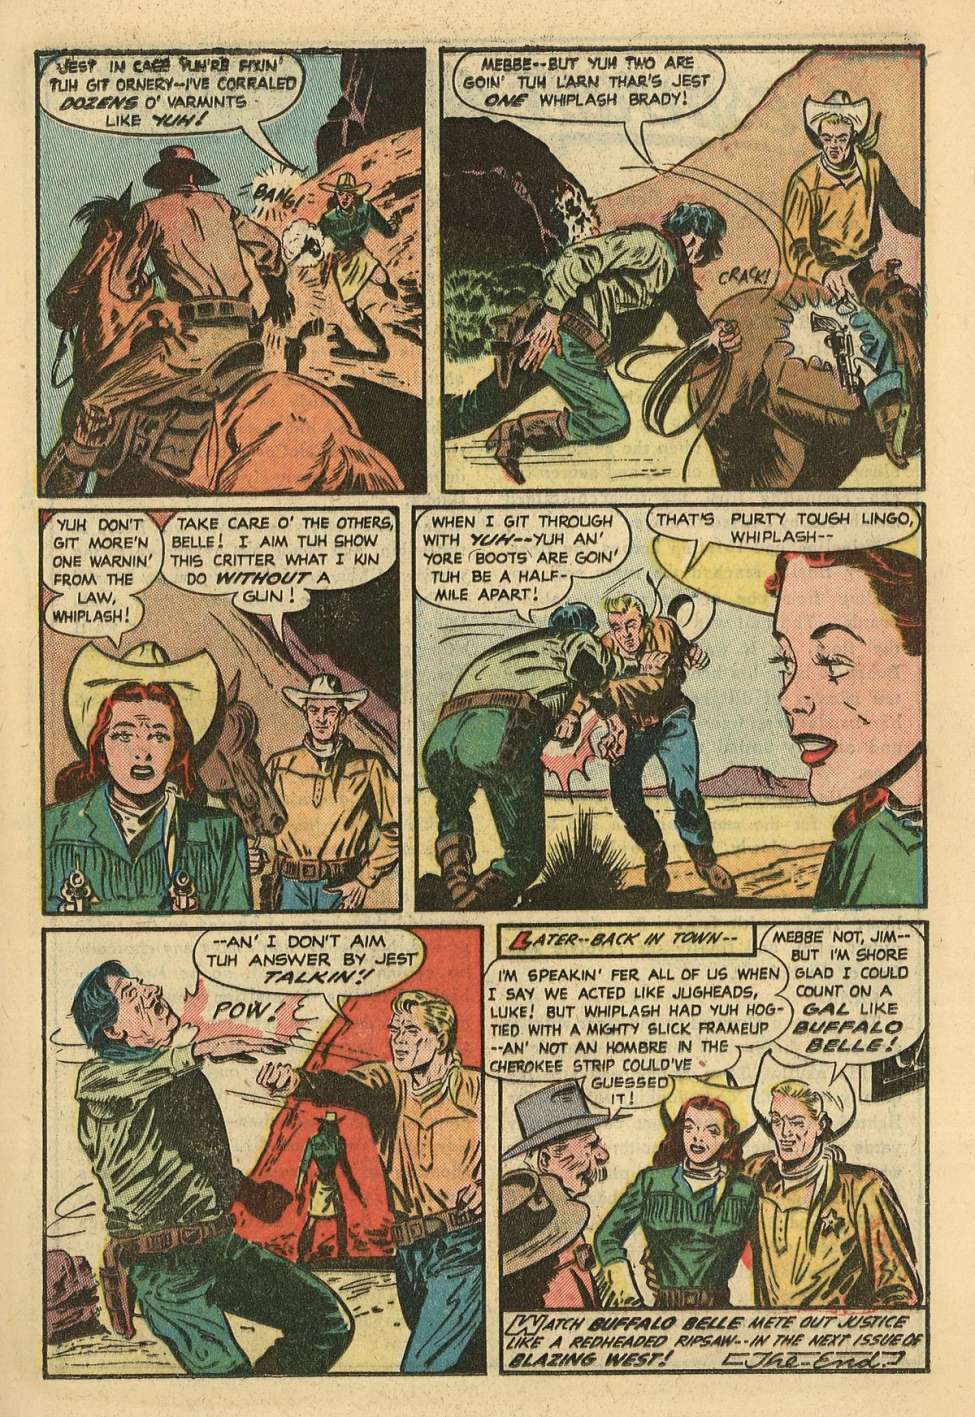 JEST IN CASE YUH'RE FIXIN'
TUH GIT ORNERY--I'VE CORRALED
DOZENS O' VARMINTS
LIKE YUH!
BANG!
MEBBE--BUT YUH TWO ARE
GOIN' TUH L'ARN THAR'S JEST
ONE WHIPLASH BRADY!
CRACK!
YUH DON'T
GIT MORE'N
ONE WARNIN'
FROM THE
LAW,
WHIPLASH!
TAKE CARE O' THE OTHERS,
BELLE! I AIM TUH SHOW
THIS CRITTER WHAT I KIN
DO WITHOUT A
GUN!
WHEN I GIT THROUGH
WITH YUH--YUH AN'
YORE BOOTS ARE GOIN'
TUH BE A HALF-
MILE APART!
THAT'S PURTY TOUGH LINGO,
WHIPLASH--
--AN' I DON'T AIM
TUH ANSWER BY JEST
TALKIN'!
POW!
LATER--BACK IN TOWN--
I'M SPEAKIN' FER ALL OF US WHEN
I SAY WE ACTED LIKE JUGHEADS,
LUKE! BUT WHIPLASH HAD YUH HOG-
TIED WITH A MIGHTY SLICK FRAMEUP
--AN' NOT AN HOMBRE IN THE
CHEROKEE STRIP COULD'VE
GUESSED
IT!
MEBBE NOT, JIM--
BUT I'M SHORE
GLAD I COULD
COUNT ON A
GAL LIKE
BUFFALO
BELLE!
WATCH BUFFALO BELLE METE OUT JUSTICE
LIKE A REDHEADED RIPSAW--IN THE NEXT ISSUE OF
BLAZING WEST!
The End.